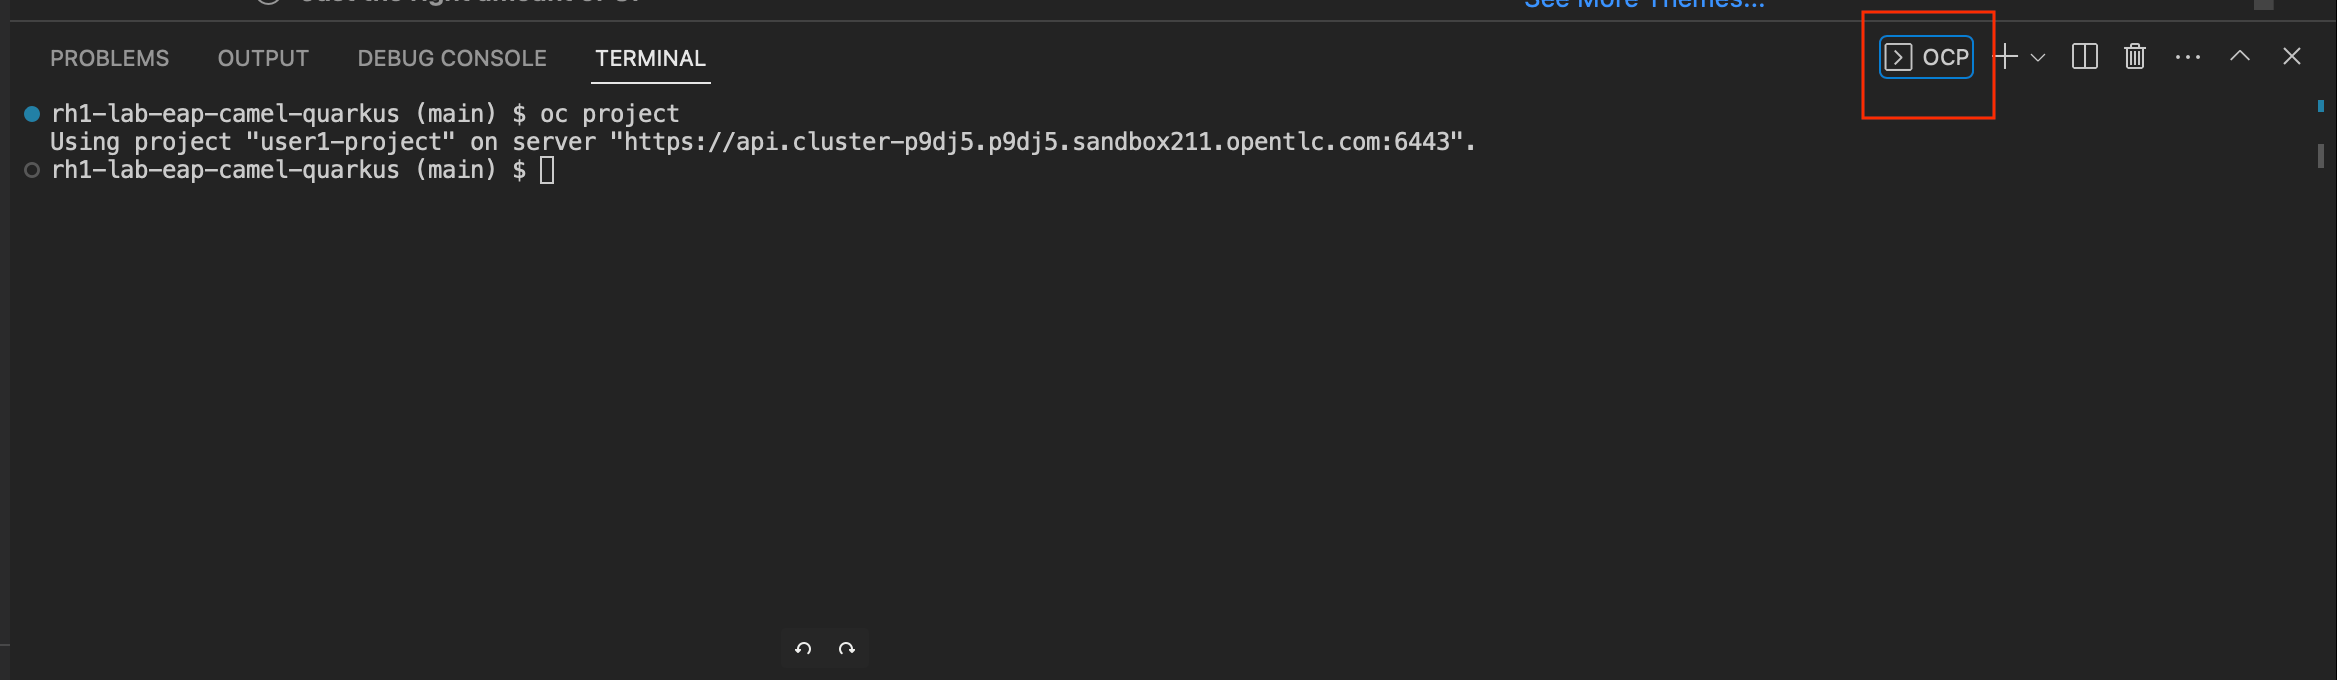 See More Themes...
PROBLEMS OUTPUT DEBUG CONSOLE TERMINAL OCP
rh1-lab-eap-camel-quarkus (main) $ oc project
Using project "user1-project" on server "https://api.cluster-p9dj5.p9dj5.sandbox211.opentlc.com:6443".
rh1-lab-eap-camel-quarkus (main) $